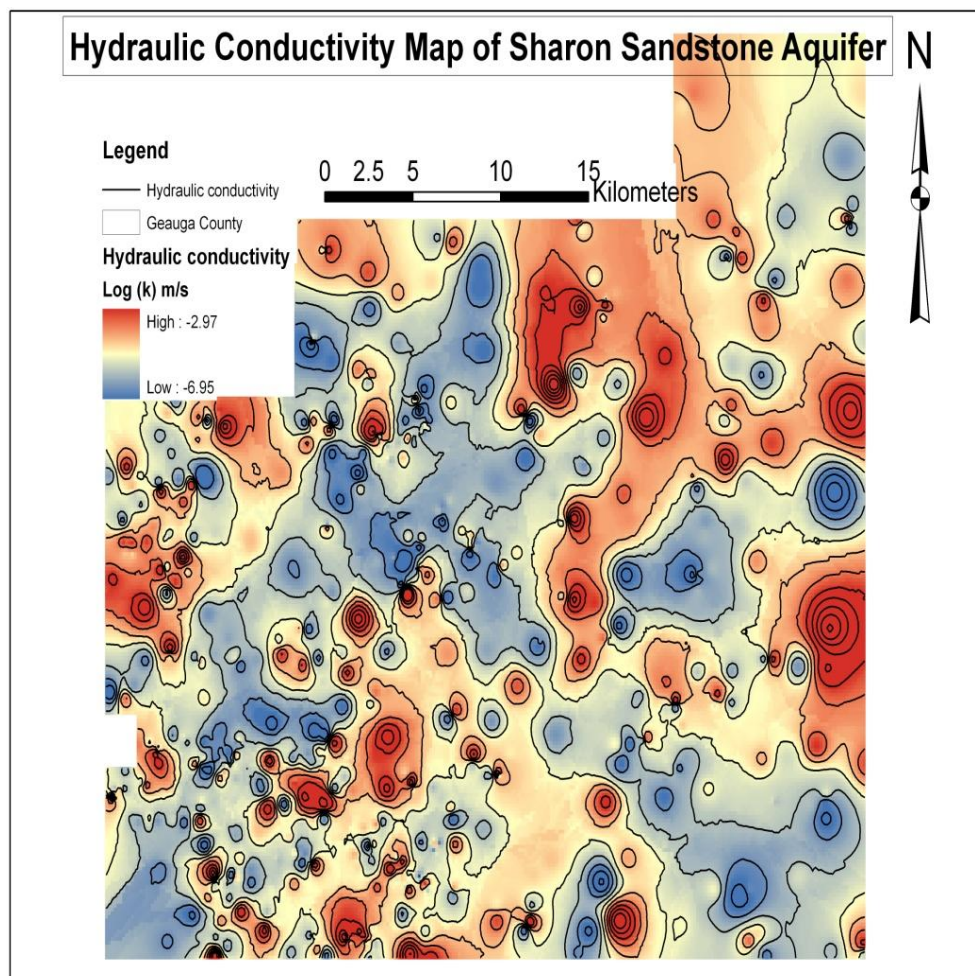 Hydraulic Conductivity Map of Sharon Sandstone Aquifer
N
Legend
Hydraulic conductivity
Geauga County
Hydraulic conductivity
Log (k) m/s
High : -2.97
Low : -6.95
0 2.5 5 10 15
Kilometers